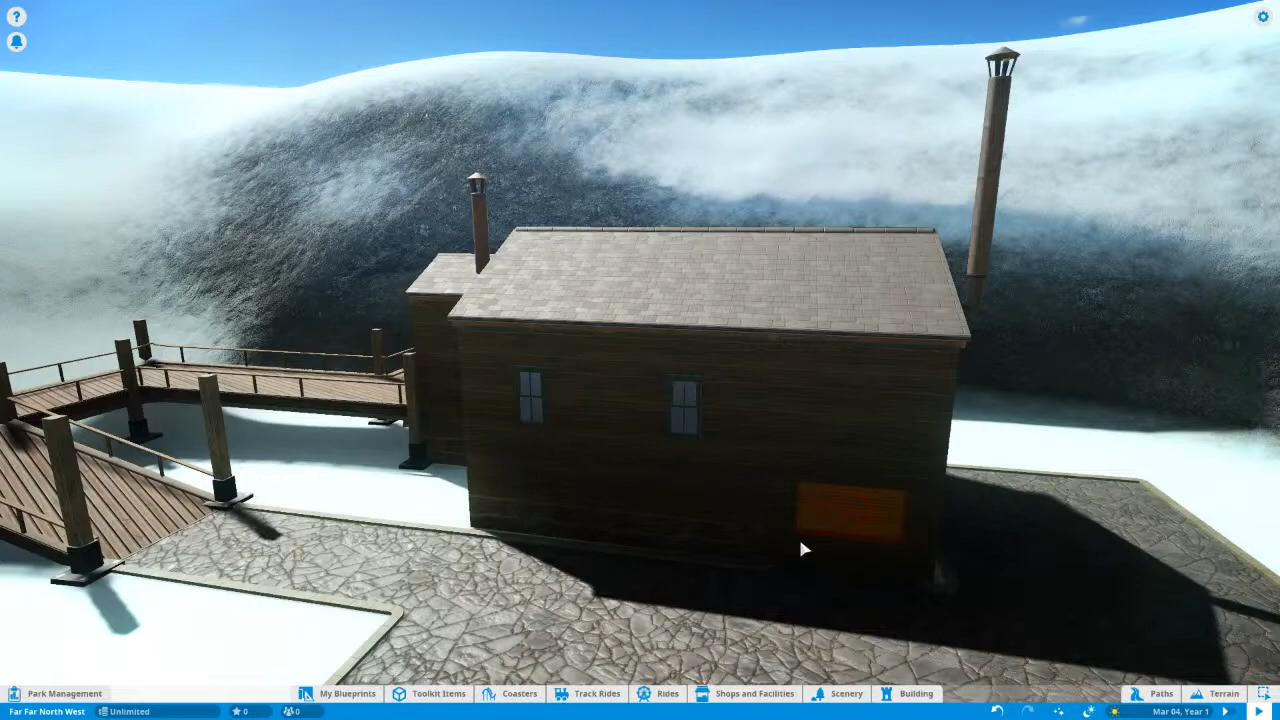 ?
Park Management
My Blueprints
Toolkit Items
Coasters
Track Rides
Rides
Shops and Facilities
Scenery
Building
Paths
Terrain
Far Far North West
Unlimited
0
0
Mar 04, Year 1